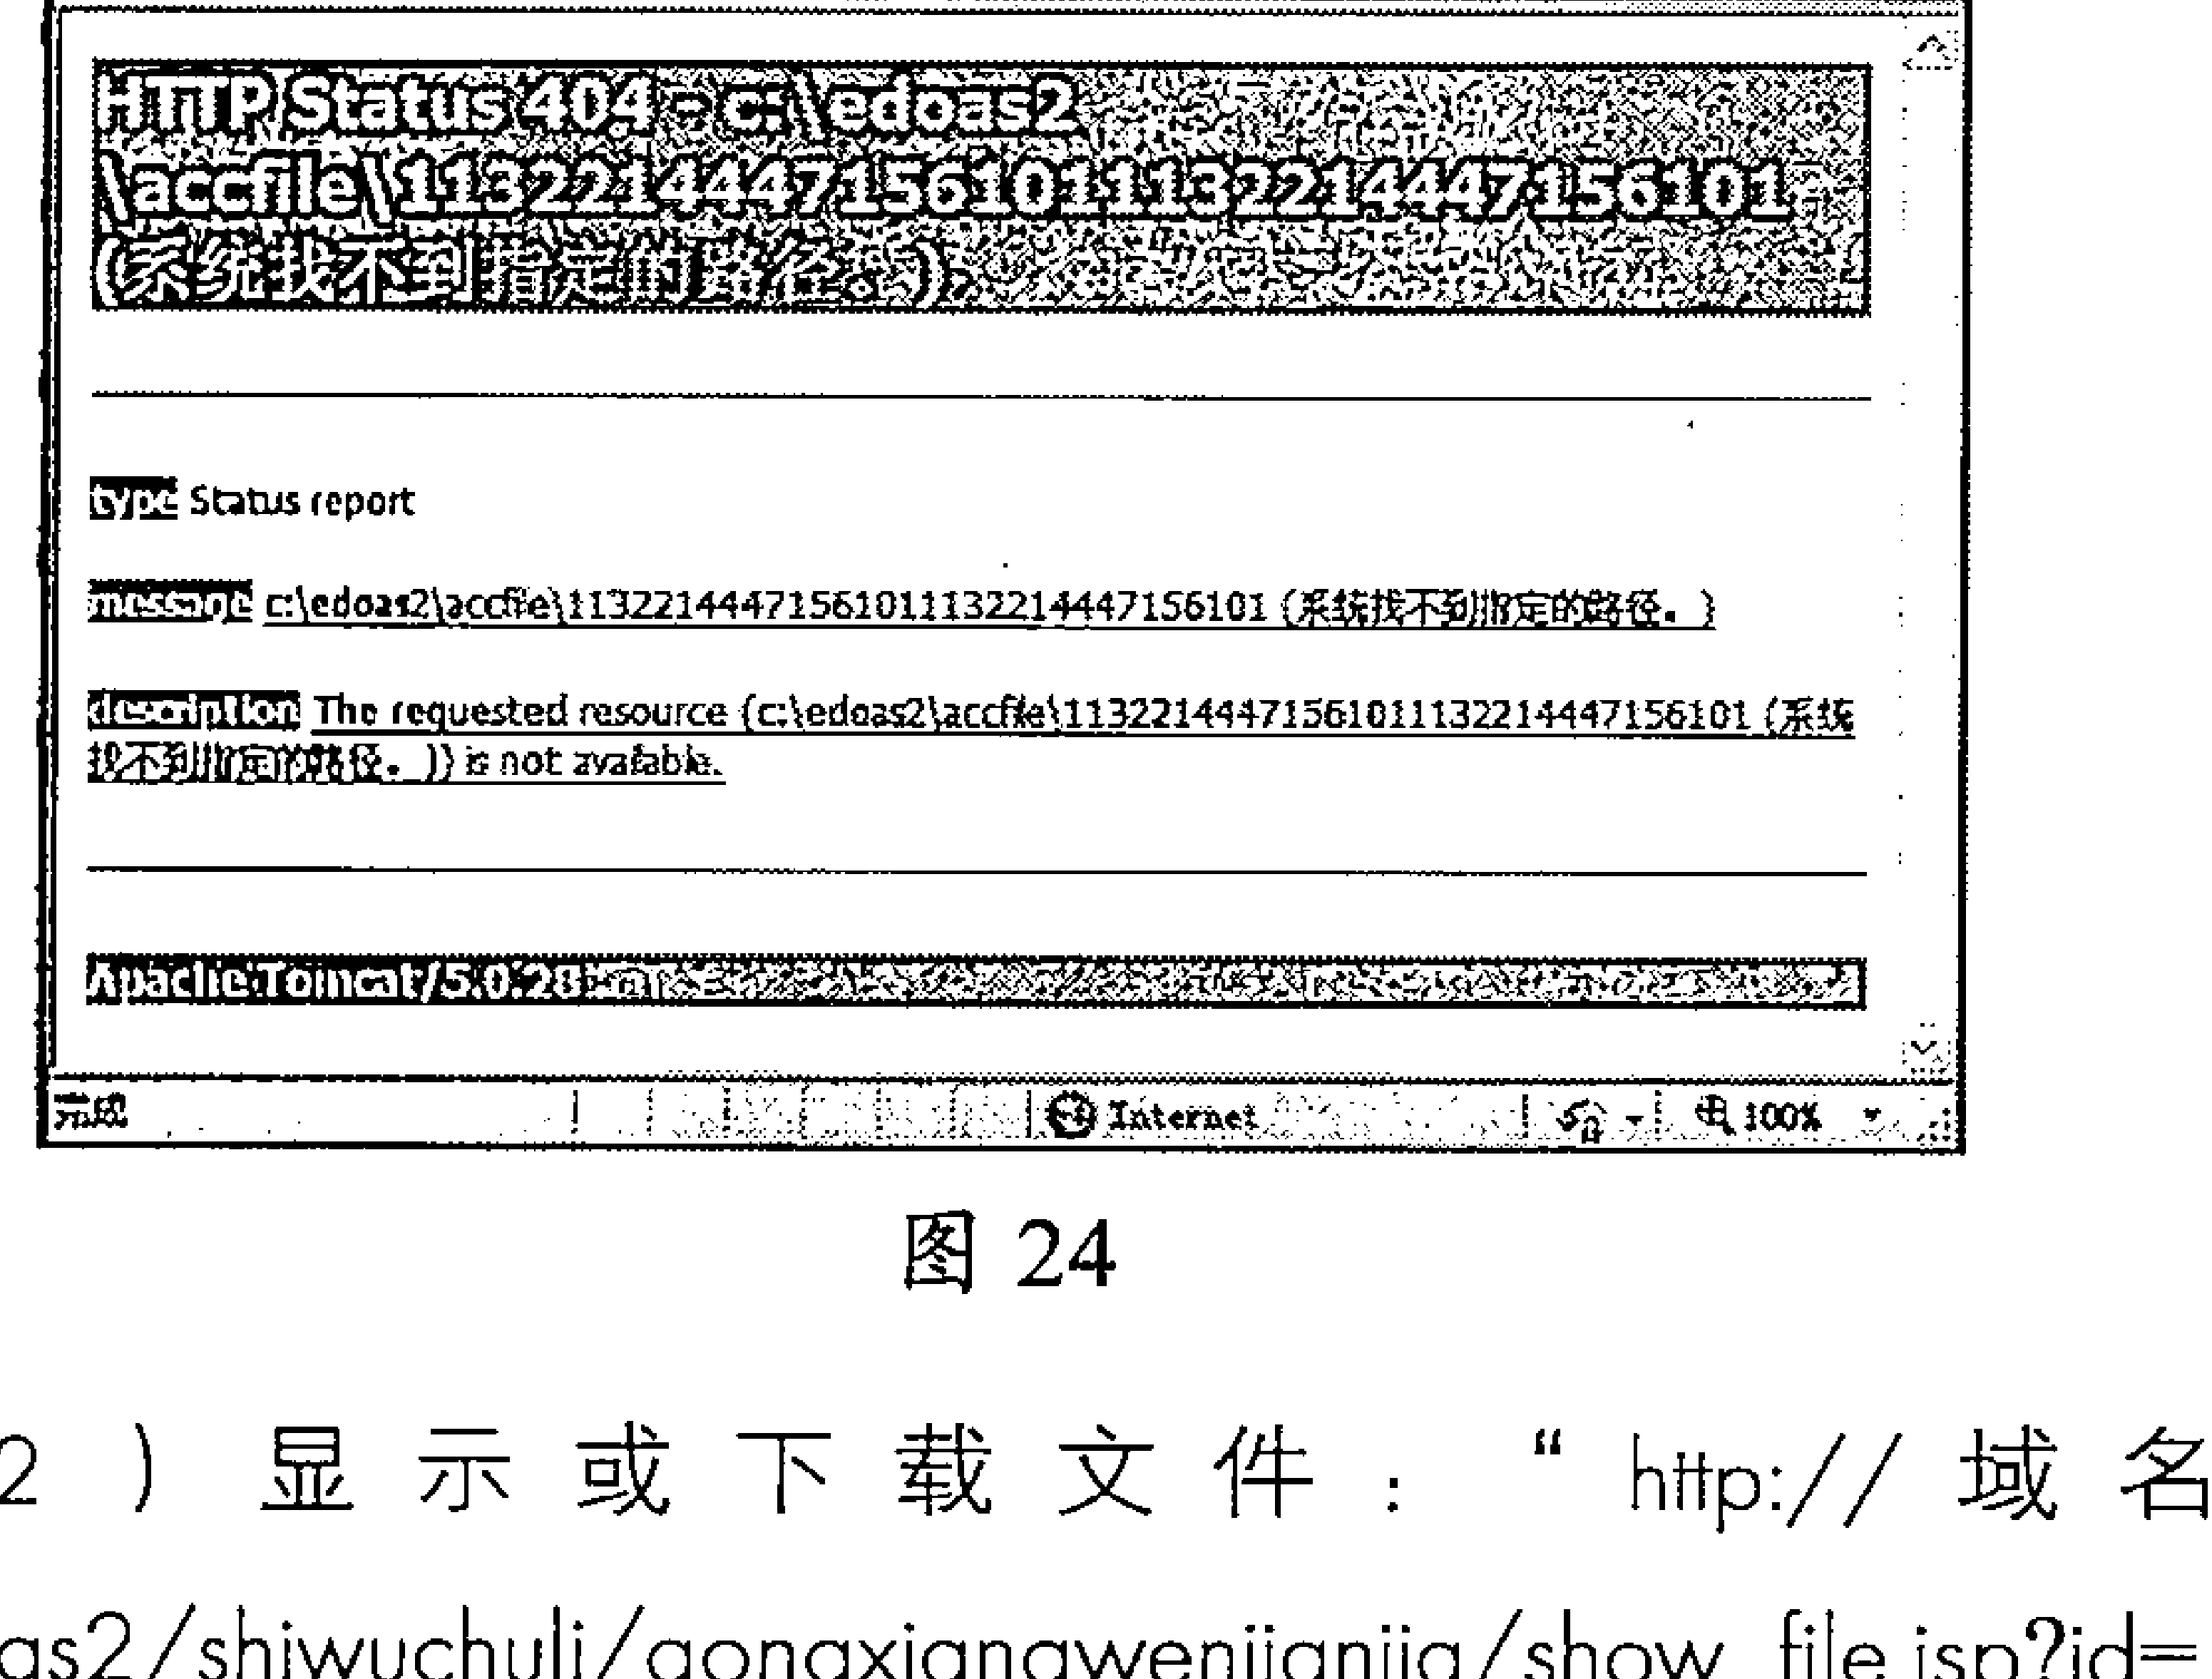 HTTP Status 404 - c:\edoas2
\accfile\11322144471561011132214447156101
(系统找不到指定的路径。)
type Status report
message c:\edoas2\accfile\11322144471561011132214447156101 (系统找不到指定的路径。)
description The requested resource (c:\edoas2\accfile\11322144471561011132214447156101 (系统
找不到指定的路径。)) is not available.
Apache Tomcat/5.0.28
完成 Internet 100%
图 24
2 ) 显 示 或 下 载 文 件 : “ http:// 域 名
as2/shiwuchuli/gongxiangwenjianjia/show_file.jsp?id=